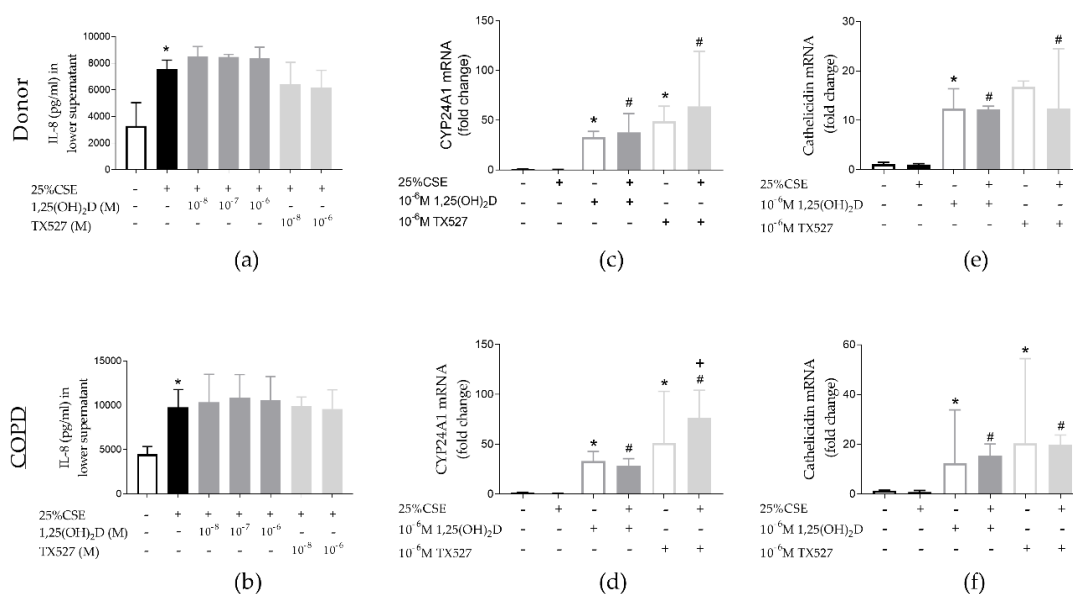 Donor
IL-8 (pg/ml) in
lower supernatant
10000
8000
6000
4000
2000
0
*
25%CSE - + + + + + +
1,25(OH)₂D (M) - - 10⁻⁸ 10⁻⁷ 10⁻⁶ - -
TX527 (M) - - - - - 10⁻⁸ 10⁻⁶
(a)
CYP24A1 mRNA
(fold change)
150
100
50
0
* # * #
25%CSE - + - + - +
10⁻⁶M 1,25(OH)₂D - - + + - -
10⁻⁶M TX527 - - - - + +
(c)
Cathelicidin mRNA
(fold change)
30
20
10
0
* # #
25%CSE - + - + - +
10⁻⁶M 1,25(OH)₂D - - + + - -
10⁻⁶M TX527 - - - - + +
(e)
COPD
IL-8 (pg/ml) in
lower supernatant
15000
10000
5000
0
*
25%CSE - + + + + + +
1,25(OH)₂D (M) - - 10⁻⁸ 10⁻⁷ 10⁻⁶ - -
TX527 (M) - - - - - 10⁻⁸ 10⁻⁶
(b)
CYP24A1 mRNA
(fold change)
150
100
50
0
+
* # * #
25%CSE - + - + - +
10⁻⁶M 1,25(OH)₂D - - + + - -
10⁻⁶M TX527 - - - - + +
(d)
Cathelicidin mRNA
(fold change)
60
40
20
0
* # * #
25%CSE - + - + - +
10⁻⁶M 1,25(OH)₂D - - + + - -
10⁻⁶M TX527 - - - - + +
(f)